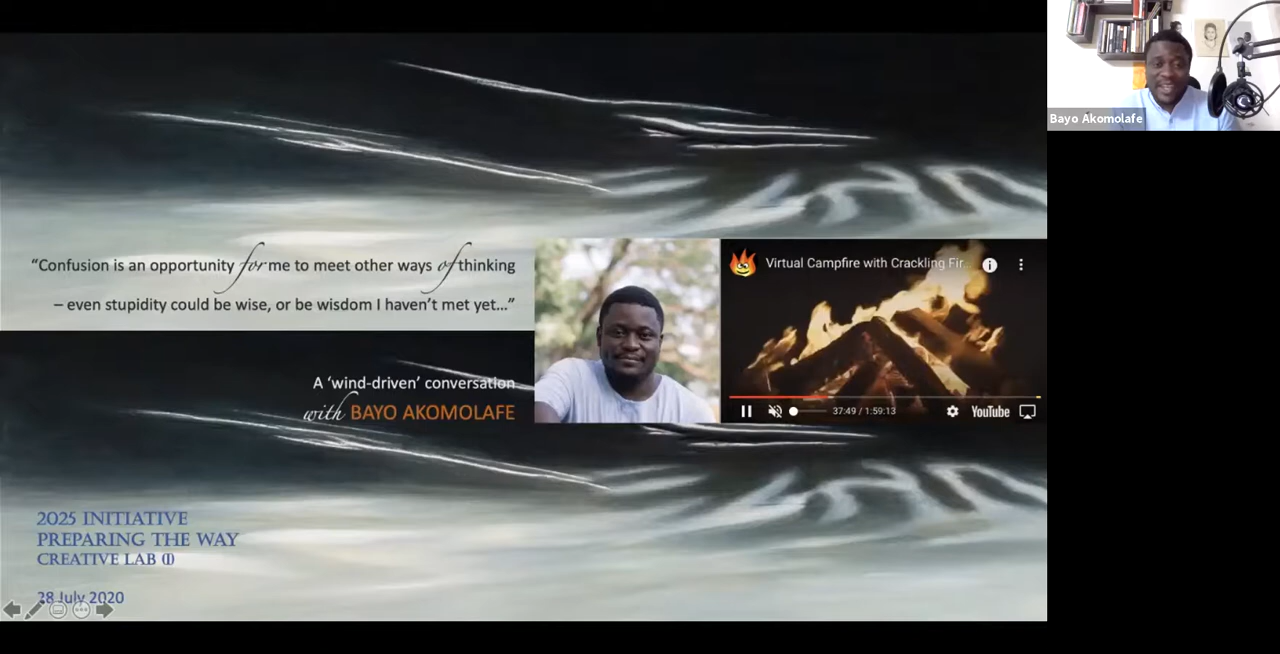 Bayo Akomolafe
“Confusion is an opportunity for me to meet other ways of thinking
– even stupidity could be wise, or be wisdom I haven’t met yet…”
Virtual Campfire with Crackling Fir...
37:49 / 1:59:13
YouTube
A ‘wind-driven’ conversation
with BAYO AKOMOLAFE
2025 INITIATIVE
PREPARING THE WAY
CREATIVE LAB (I)
28 July 2020